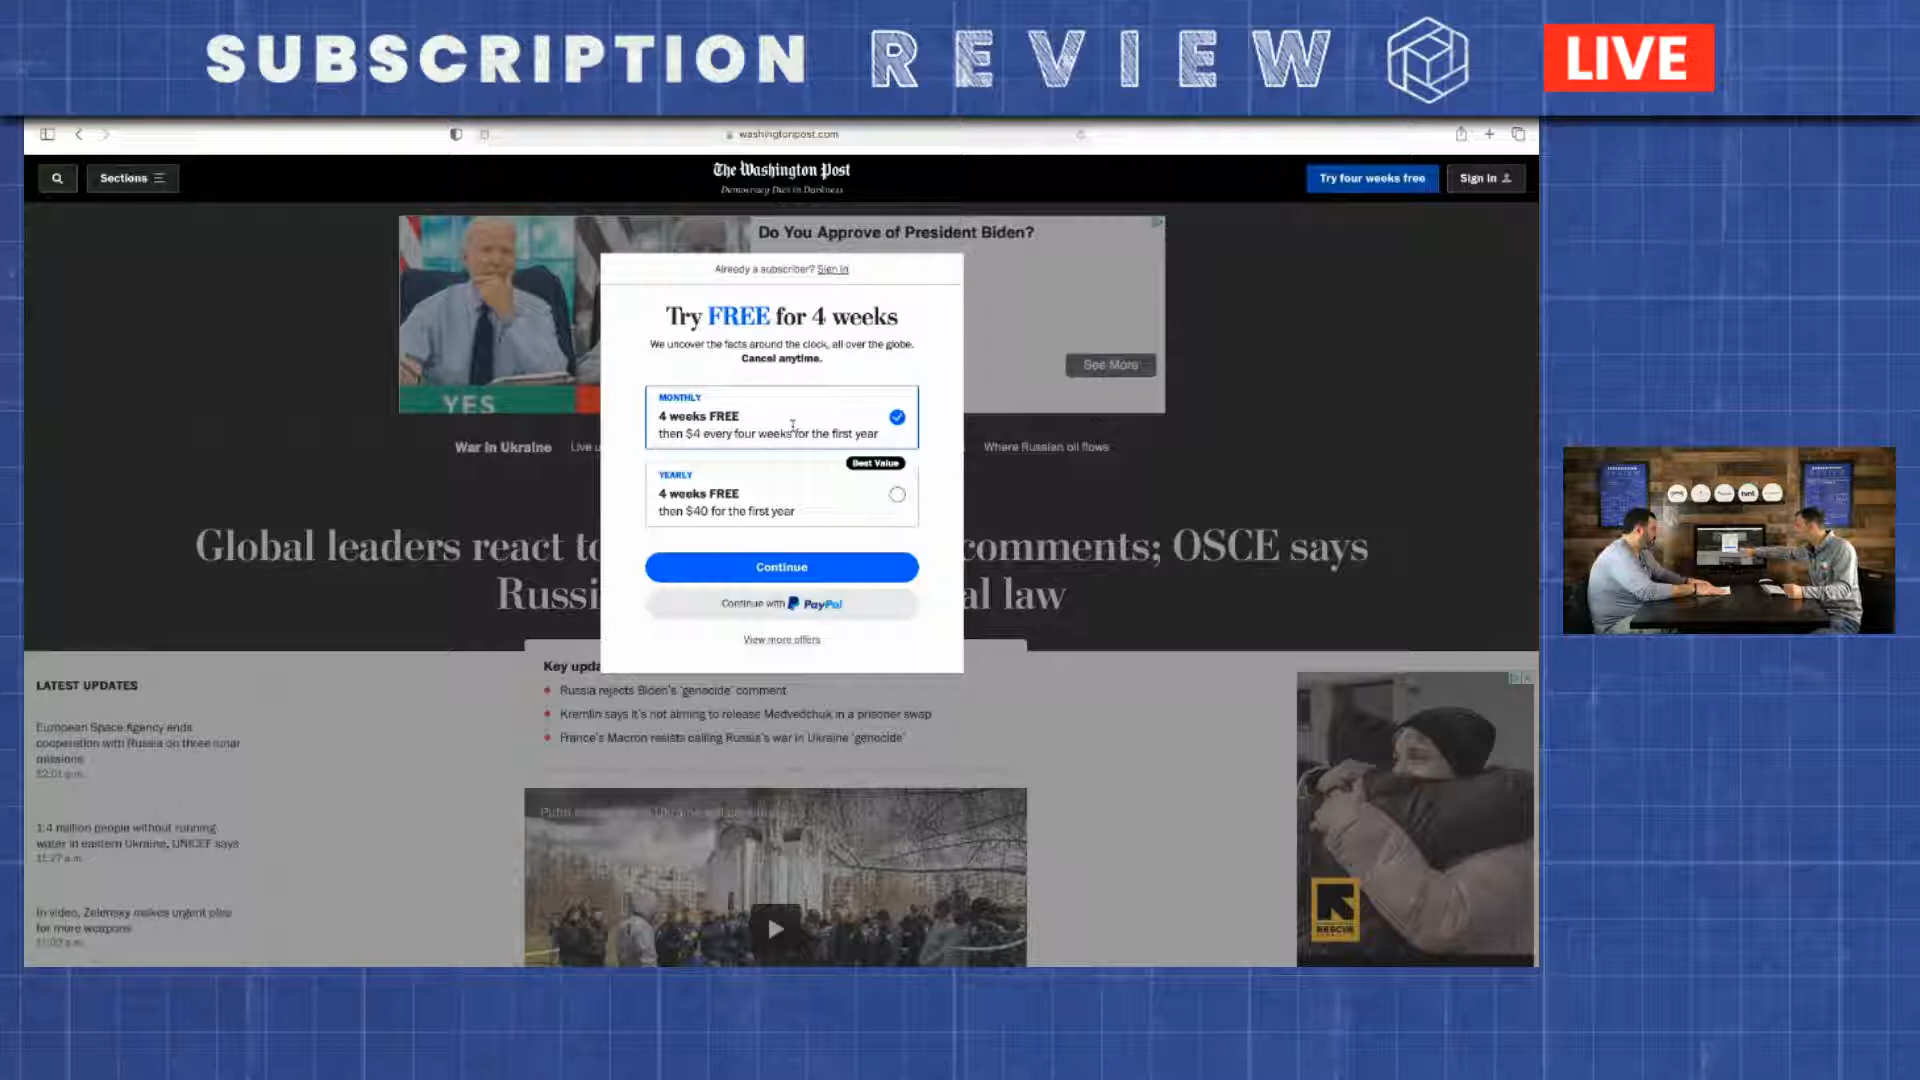 SUBSCRIPTION REVIEW LIVE
washingtonpost.com
Sections
The Washington Post
Democracy Dies in Darkness
Try four weeks free
Sign in
Do You Approve of President Biden?
See More
YES
Already a subscriber? Sign in
Try FREE for 4 weeks
We uncover the facts around the clock, all over the globe.
Cancel anytime.
MONTHLY
4 weeks FREE
then $4 every four weeks for the first year
Best Value
YEARLY
4 weeks FREE
then $40 for the first year
Continue
Continue with PayPal
View more offers
War in Ukraine
Live u
Where Russian oil flows
Global leaders react to comments; OSCE says
Russi al law
LATEST UPDATES
European Space Agency ends
cooperation with Russia on three lunar
missions
12:01 p.m.
1.4 million people without running
water in eastern Ukraine, UNICEF says
11:27 a.m.
In video, Zelensky makes urgent plea
for more weapons
Key upda
Russia rejects Biden's 'genocide' comment
Kremlin says it's not aiming to release Medvedchuk in a prisoner swap
France's Macron resists calling Russia's war in Ukraine 'genocide'
RESCUE